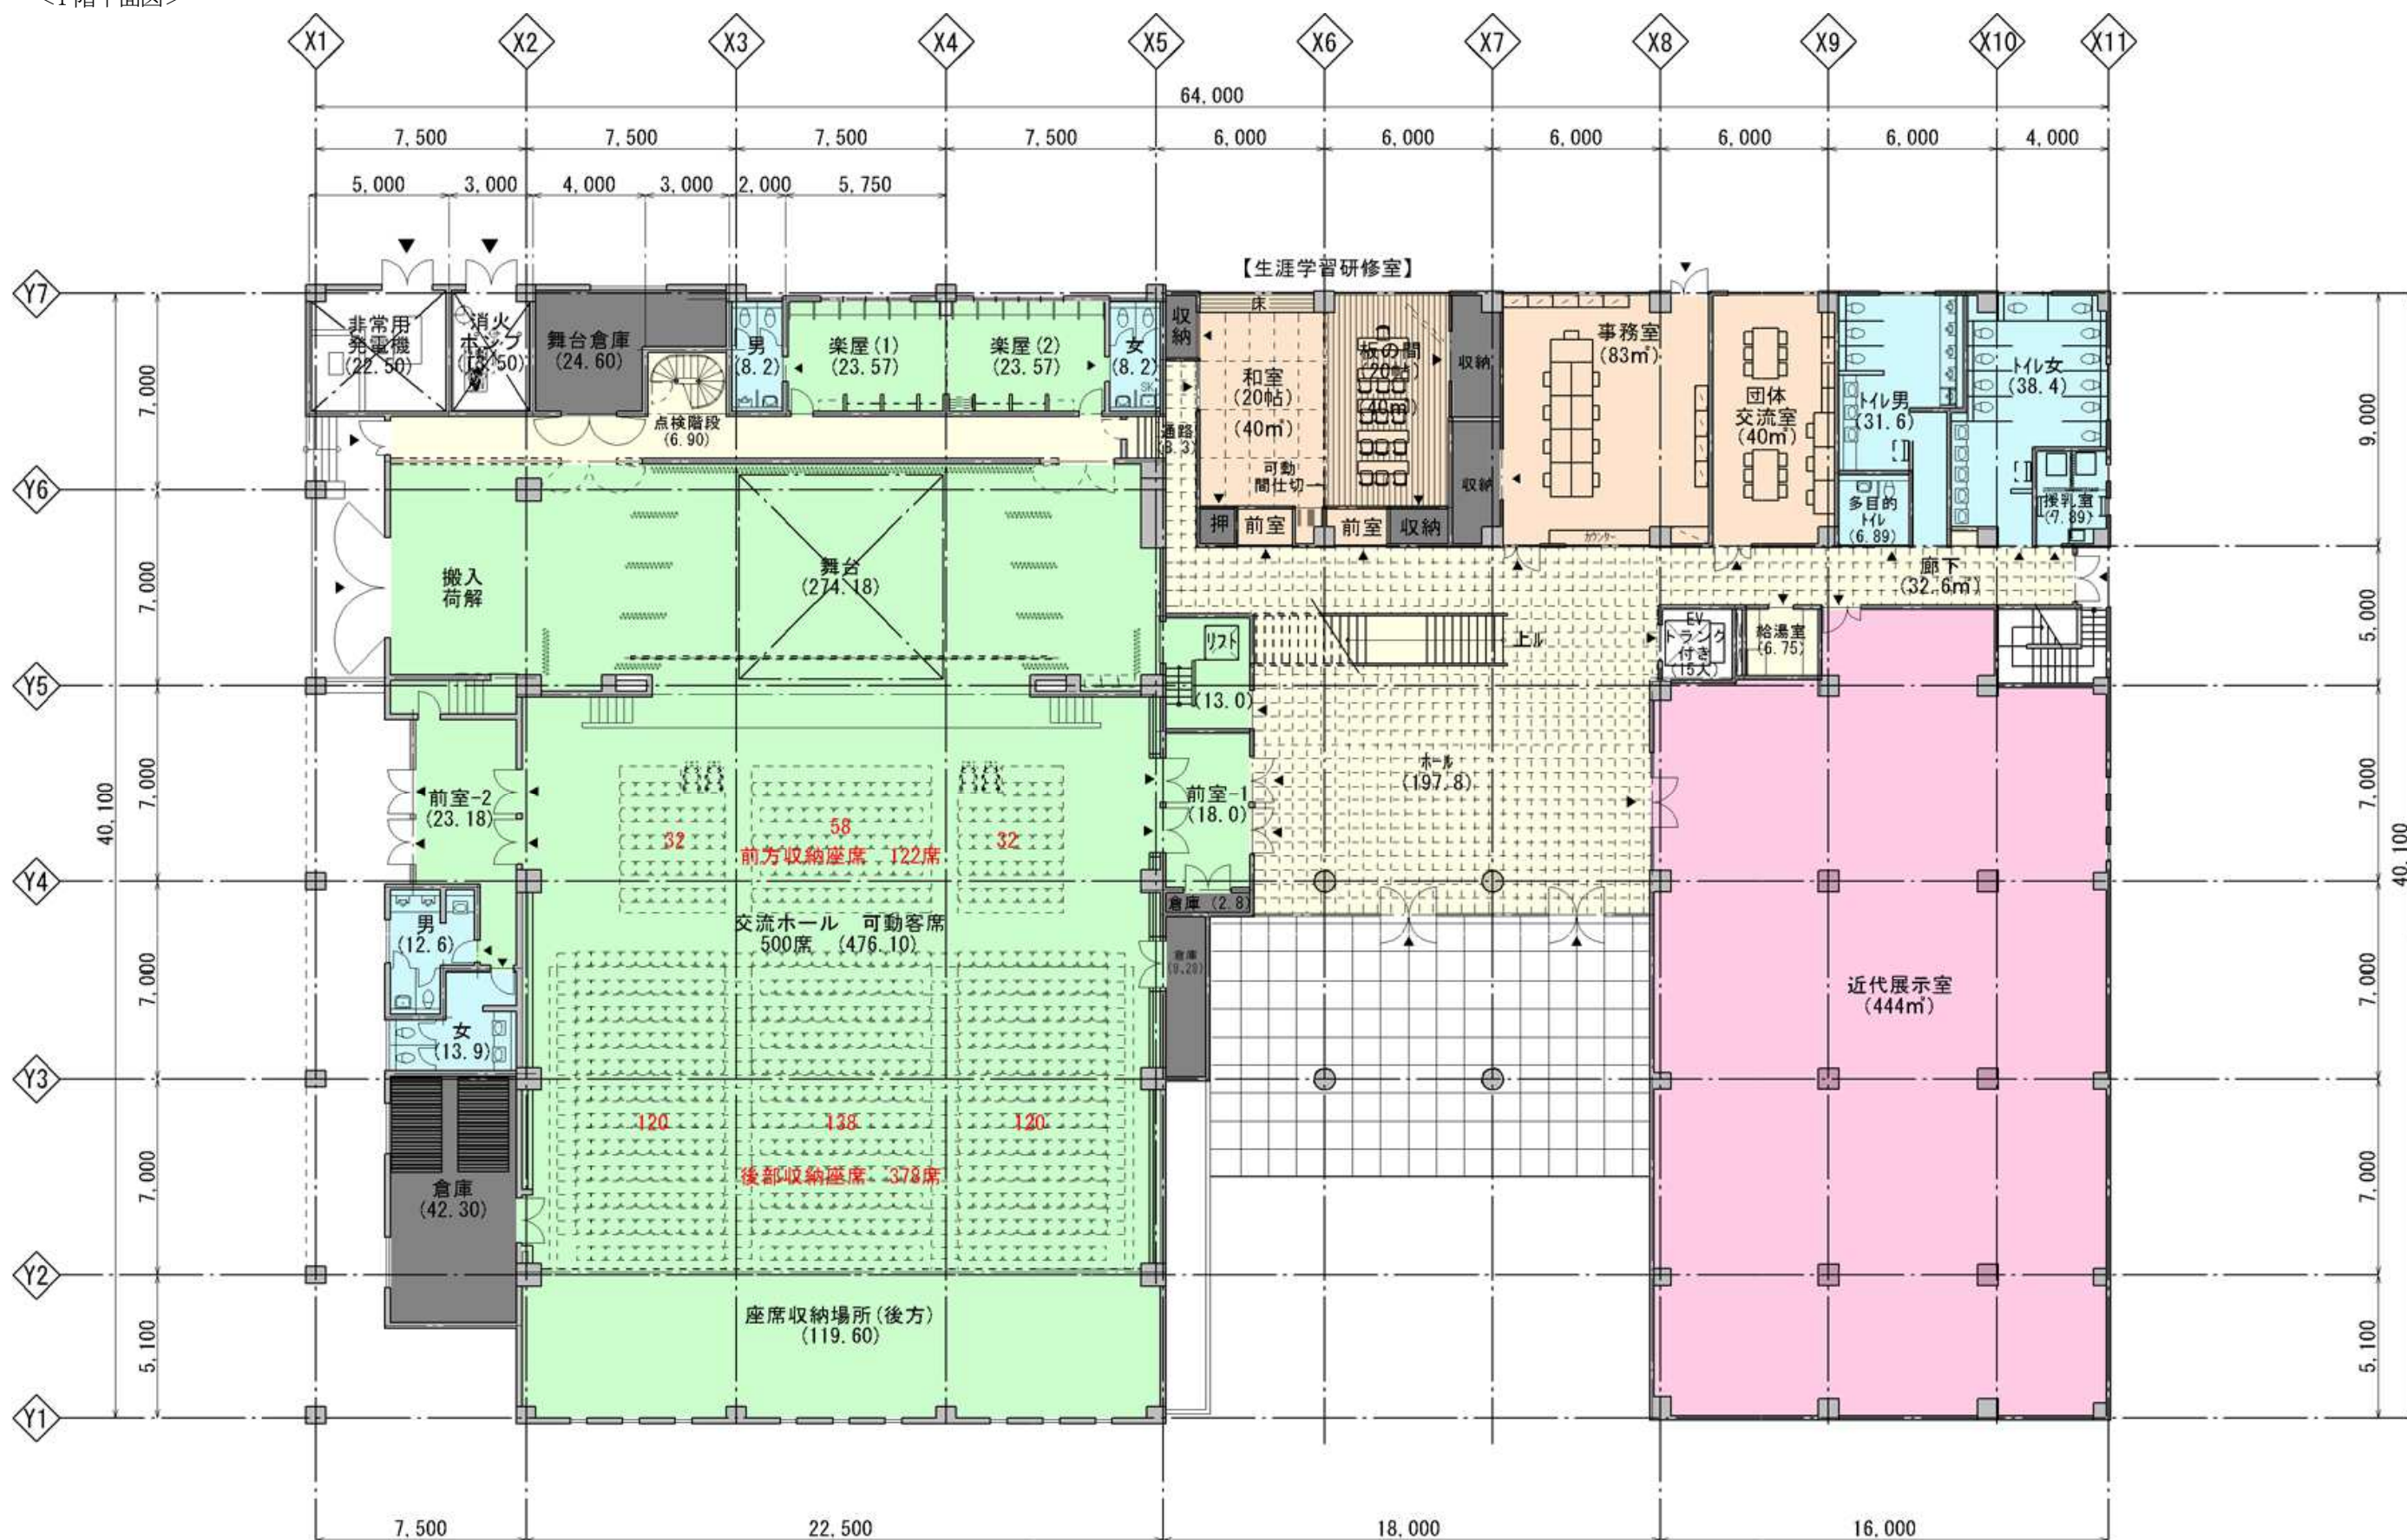 <1階平面図>
X1 X2 X3 X4 X5 X6 X7 X8 X9 X10 X11
64,000
7,500 7,500 7,500 7,500 6,000 6,000 6,000 6,000 6,000 4,000
5,000 3,000 4,000 3,000 2,000 5,750
【生涯学習研修室】
Y7
Y6
Y5
Y4
Y3
Y2
Y1
40,100
7,000
7,000
7,000
7,000
7,000
5,100
9,000
5,000
7,000
7,000
7,000
5,100
40,100
非常用
発電機
(22.50)
消火
ポンプ
舞台倉庫
(24.60)
点検階段
(6.90)
男
(8.2)
楽屋(1)
(23.57)
楽屋(2)
(23.57)
女
(8.2)
SK
収
納
通路
(8.3)
床
和室
(20帖)
(40㎡)
可動
間仕切
板の間
(20帖)
(40㎡)
収納
収納
押
前室
前室
収納
事務室
(83㎡)
カウンター
団体
交流室
(40㎡)
トイレ男
(31.6)
トイレ女
(38.4)
多目的
トイレ
(6.89)
授乳室
(7.89)
廊下
(32.6㎡)
搬入
荷解
舞台
(274.18)
リフト
(13.0)
上ル
EV
トランク
付き
(15人)
給湯室
(6.75)
前室-2
(23.18)
32
58
32
前方収納座席 122席
前室-1
(18.0)
ホール
(197.8)
倉庫 (2.8)
倉庫
男
(12.6)
女
(13.9)
交流ホール 可動客席
500席 (476.10)
近代展示室
(444㎡)
120
138
120
後部収納座席 378席
倉庫
(42.30)
座席収納場所(後方)
(119.60)
7,500 22,500 18,000 16,000